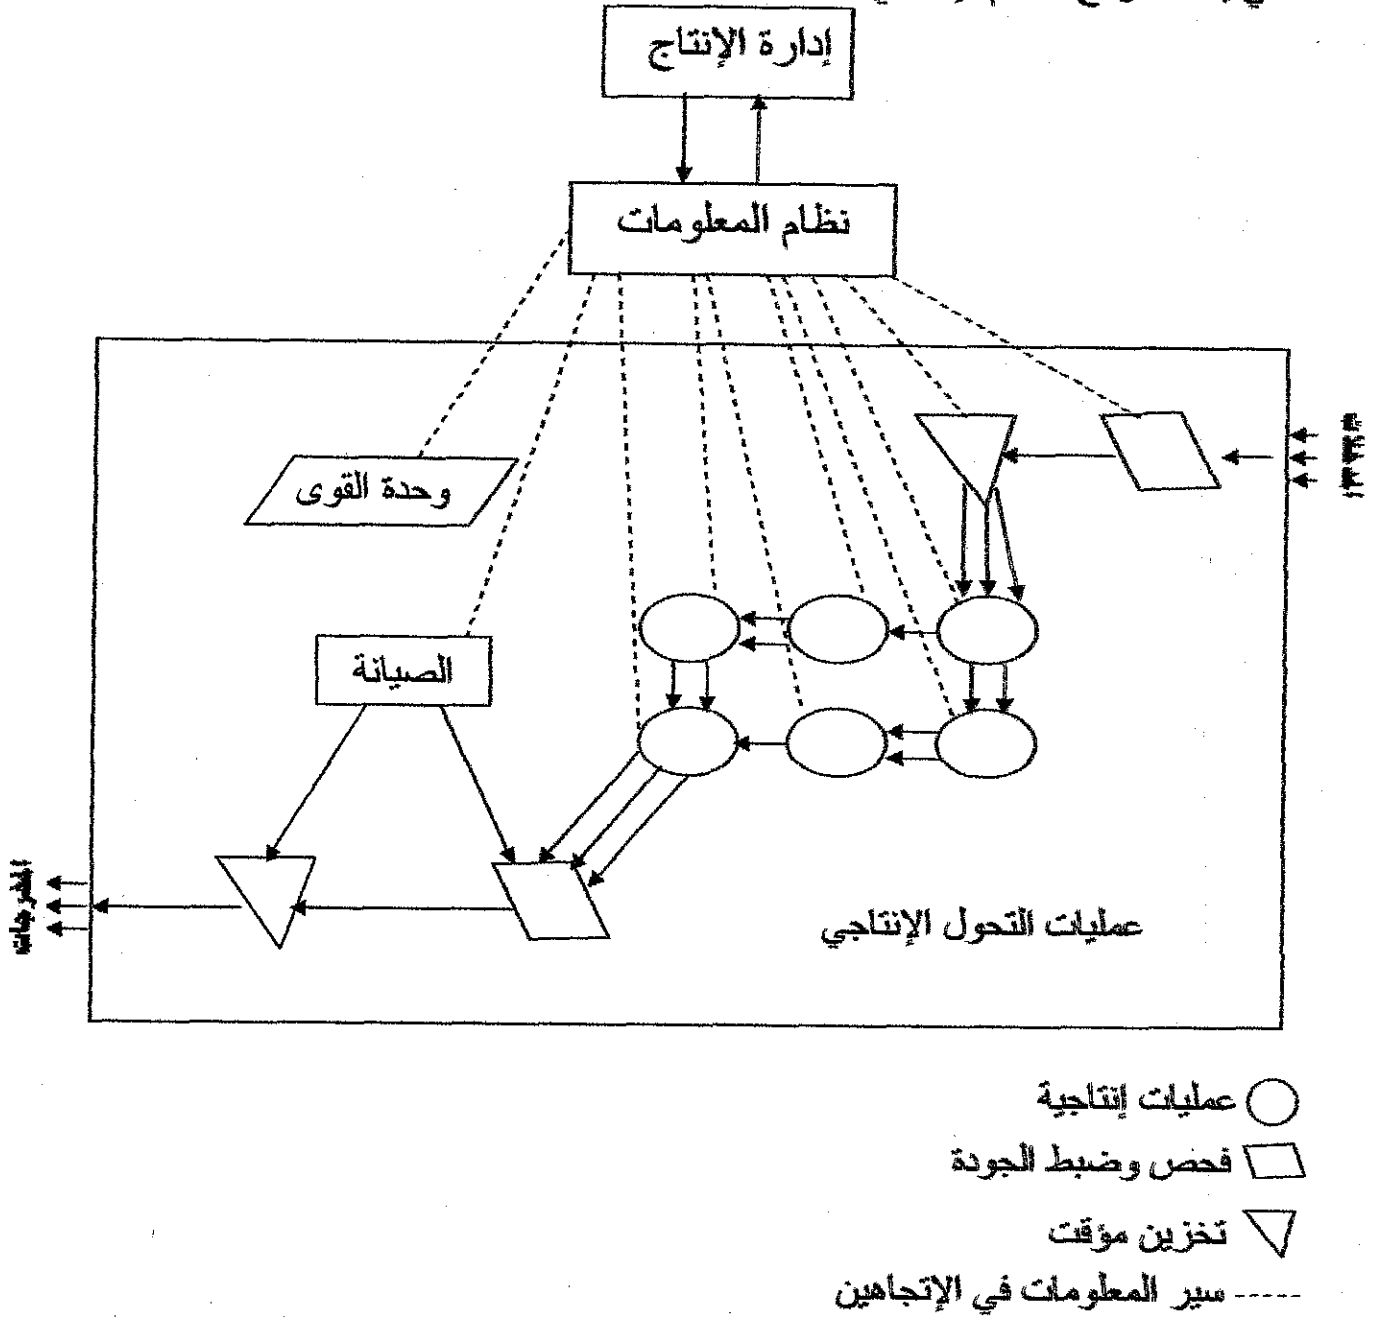 إدارة الإنتاج
نظام المعلومات
وحدة القوى
الصيانة
المخرجات
عمليات التحول الإنتاجي
عمليات إنتاجية
فحص وضبط الجودة
تخزين مؤقت
سير المعلومات في الإتجاهين